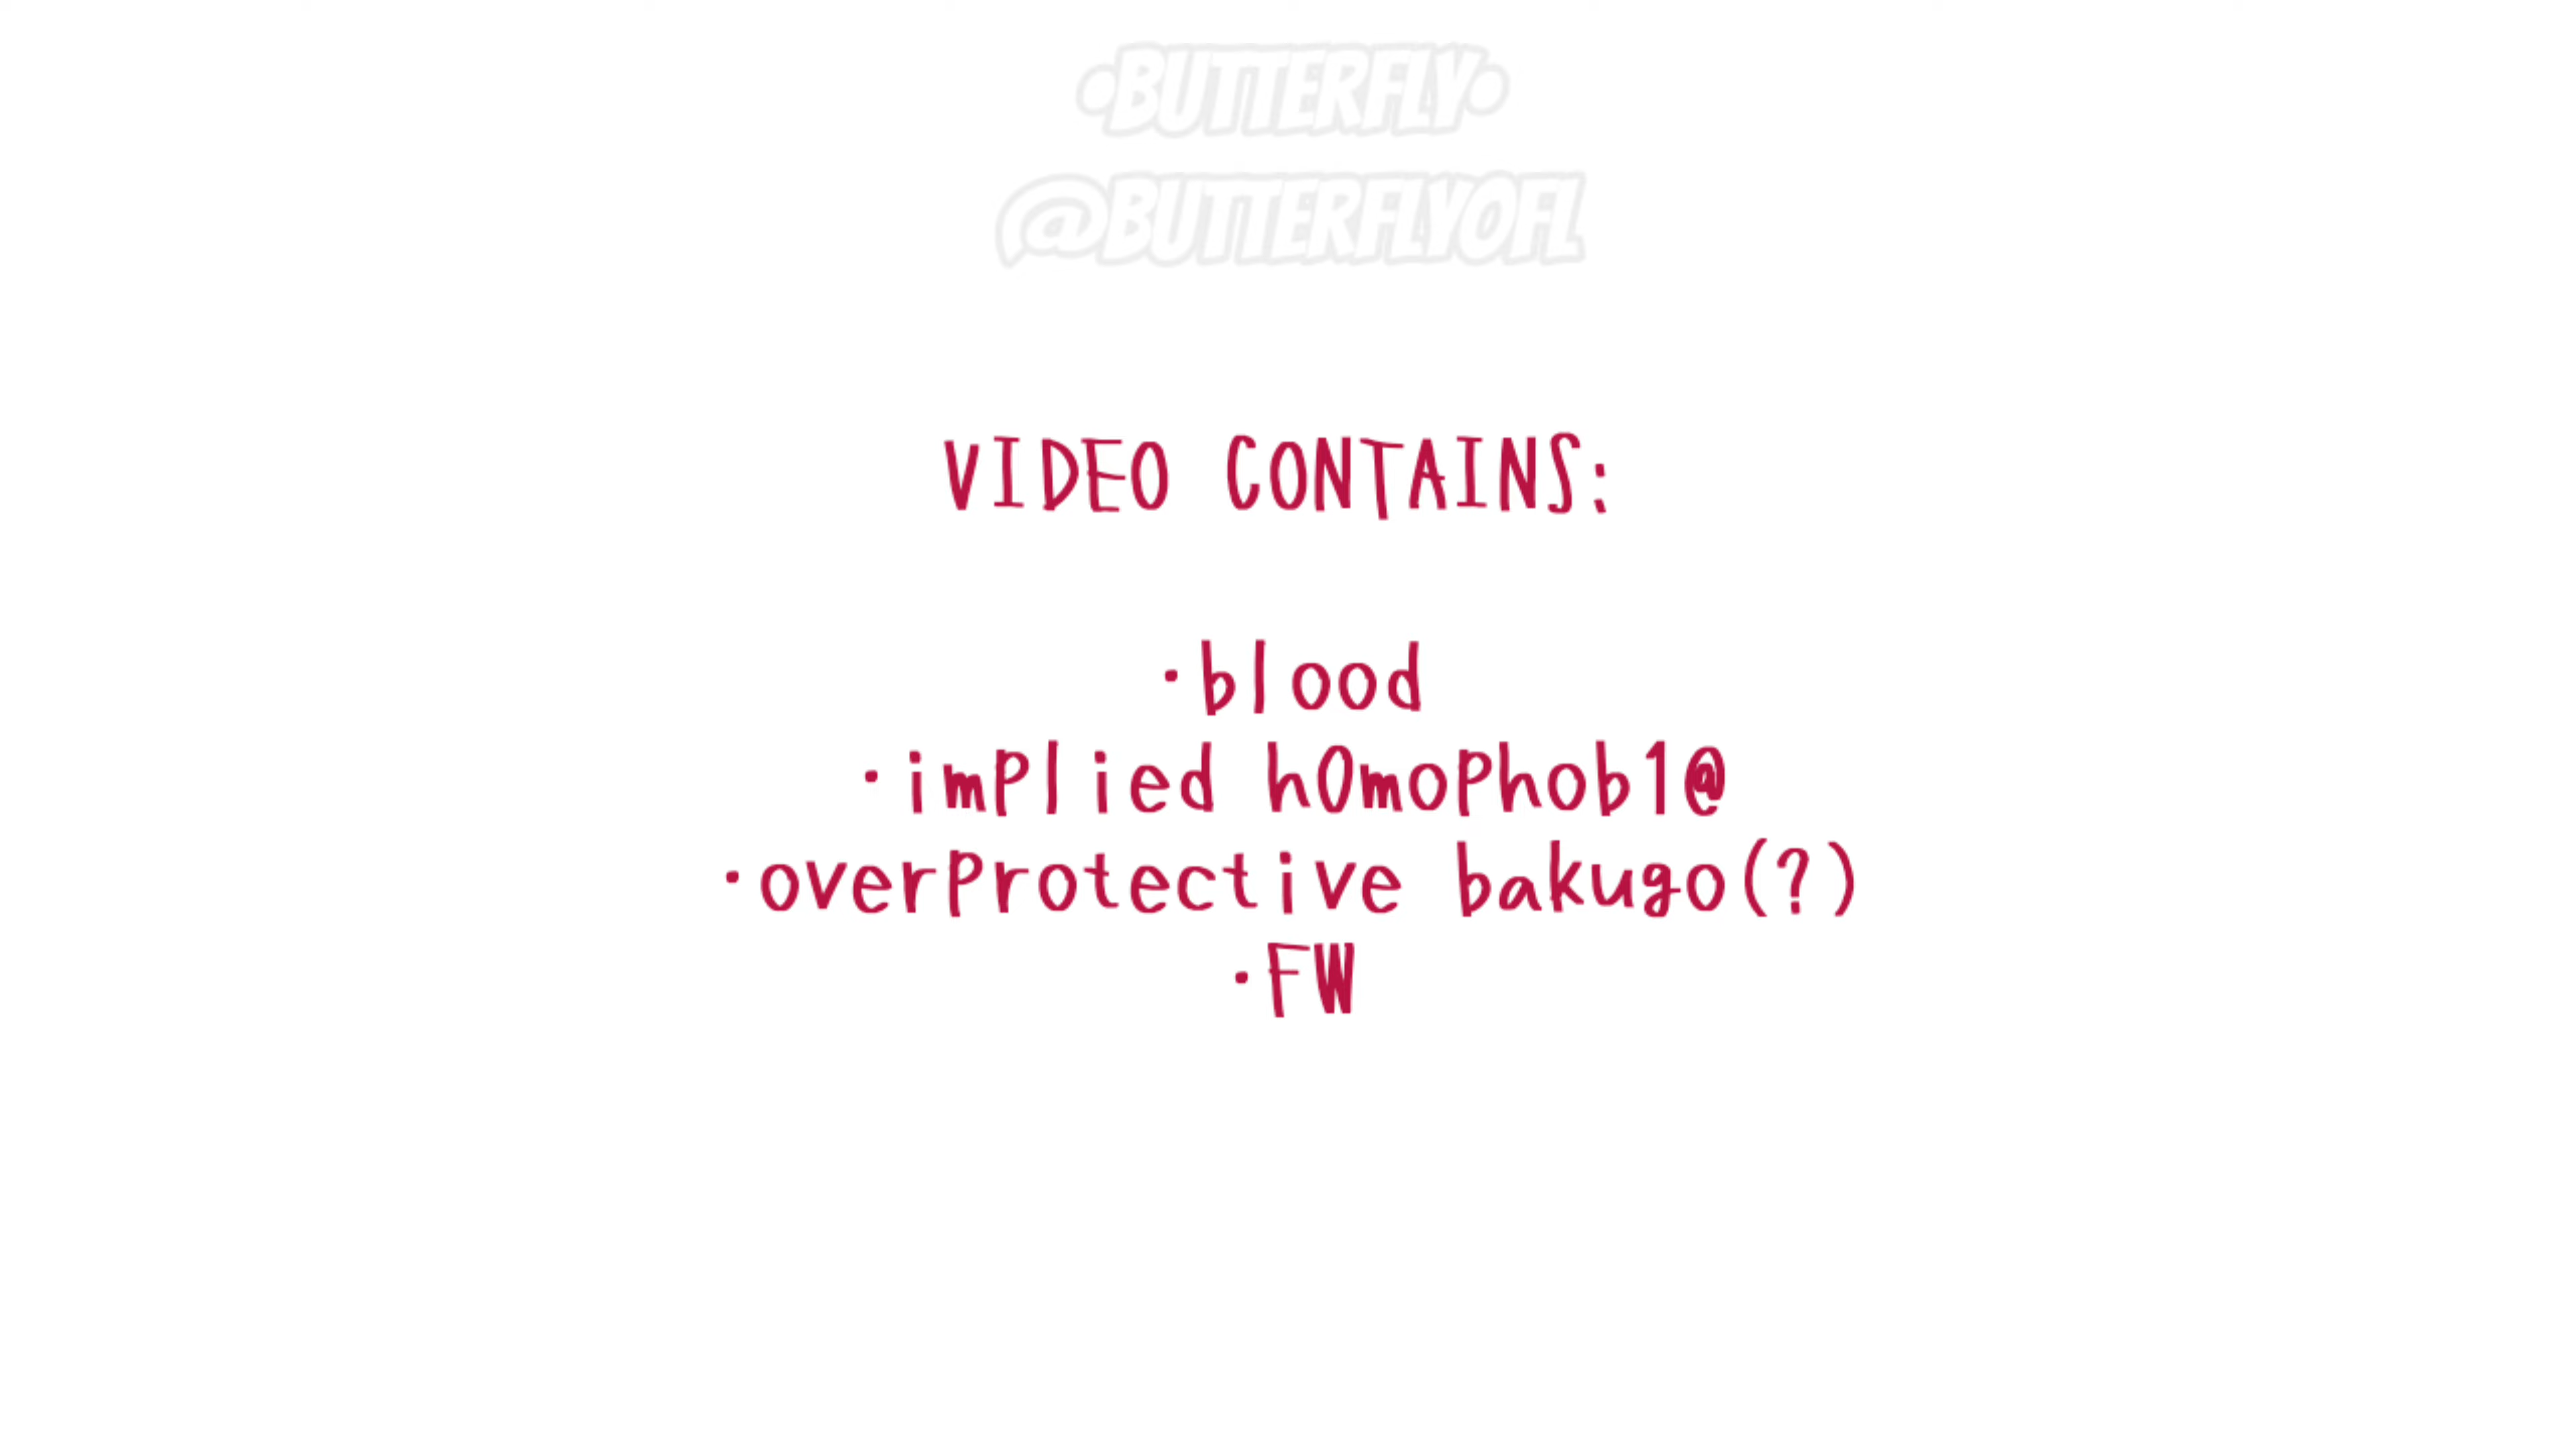 •BUTTERFLY•
@BUTTERFLYOFL
VIDEO CONTAINS:
·blood
·implied h0mophob1@
·overprotective bakugo(?)
·FW